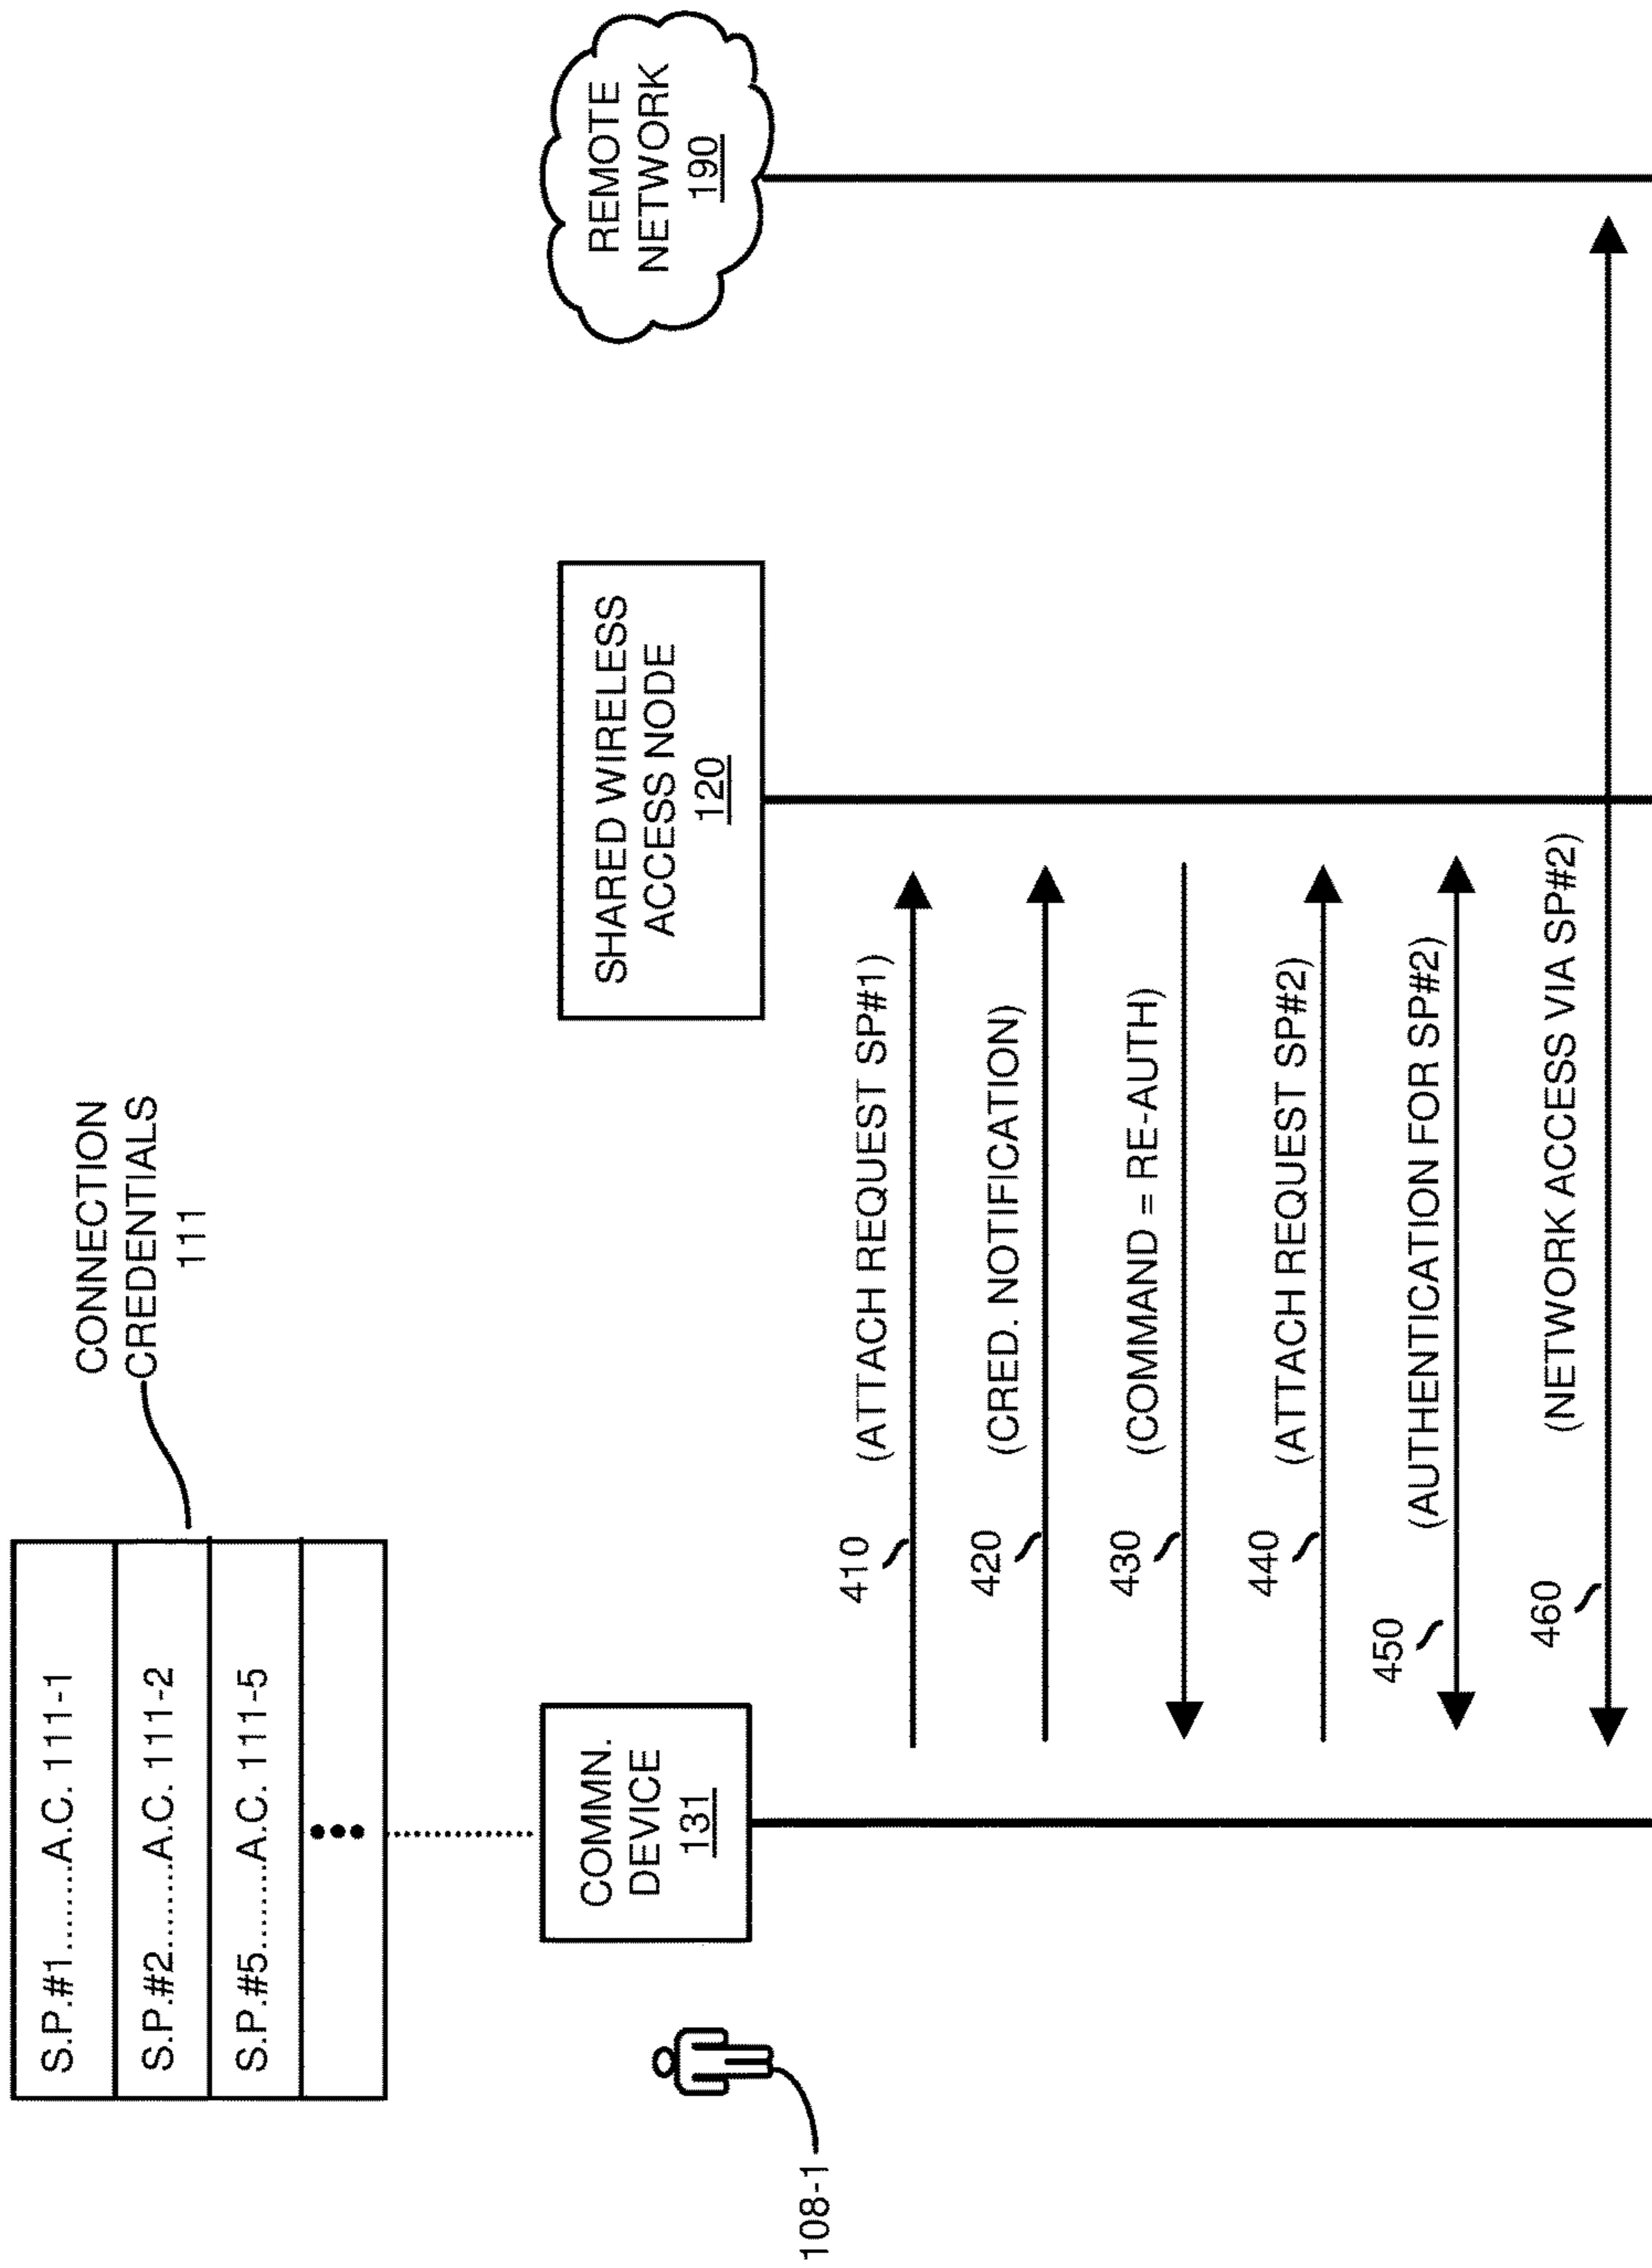 S.P.#1.........A.C. 111-1
S.P.#2.........A.C. 111-2
S.P.#5.........A.C. 111-5
CONNECTION
CREDENTIALS
111
108-1
COMMN.
DEVICE
131
SHARED WIRELESS
ACCESS NODE
120
REMOTE
NETWORK
190
410
(ATTACH REQUEST SP#1)
420
(CRED. NOTIFICATION)
430
(COMMAND = RE-AUTH)
440
(ATTACH REQUEST SP#2)
450
(AUTHENTICATION FOR SP#2)
460
(NETWORK ACCESS VIA SP#2)